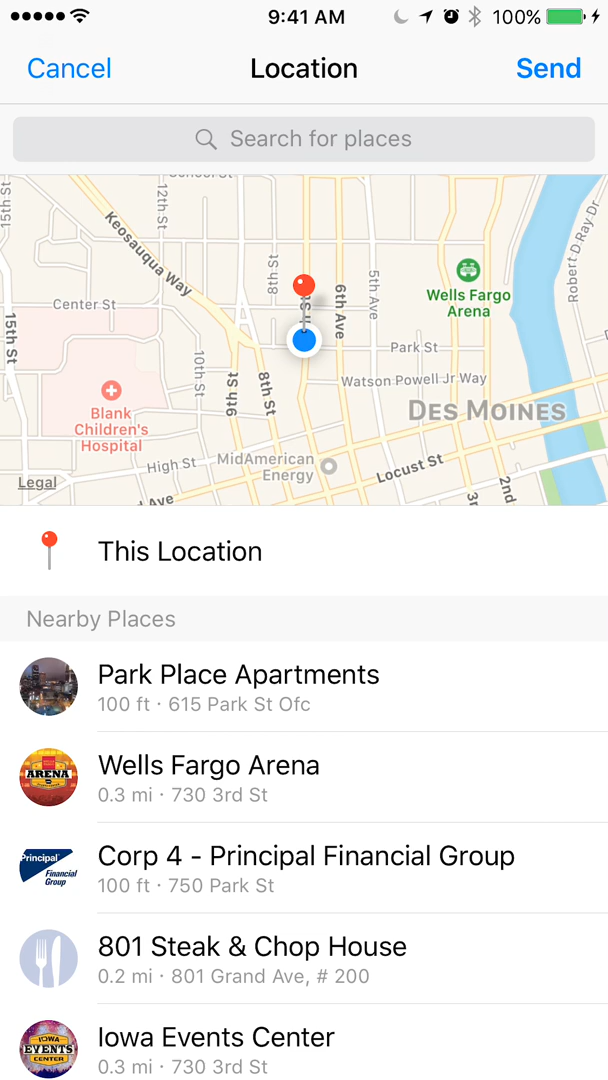 9:41 AM
100%
Cancel
Location
Send
Search for places
School St
15th St
12th St
Keosauqua Way
8th St
6th Ave
5th Ave
Robert D Ray Dr
Wells Fargo
Arena
Center St
15th St
Park St
10th St
9th St
8th St
Watson Powell Jr Way
DES MOINES
Blank
Children's
Hospital
High St
MidAmerican
Energy
Locust St
Legal
Ave
3r
2nd
This Location
Nearby Places
Park Place Apartments
100 ft · 615 Park St Ofc
ARENA
Wells Fargo Arena
0.3 mi · 730 3rd St
Principal
Financial
Group
Corp 4 - Principal Financial Group
100 ft · 750 Park St
801 Steak & Chop House
0.2 mi · 801 Grand Ave, # 200
IOWA
EVENTS
CENTER
Iowa Events Center
0.3 mi · 730 3rd St